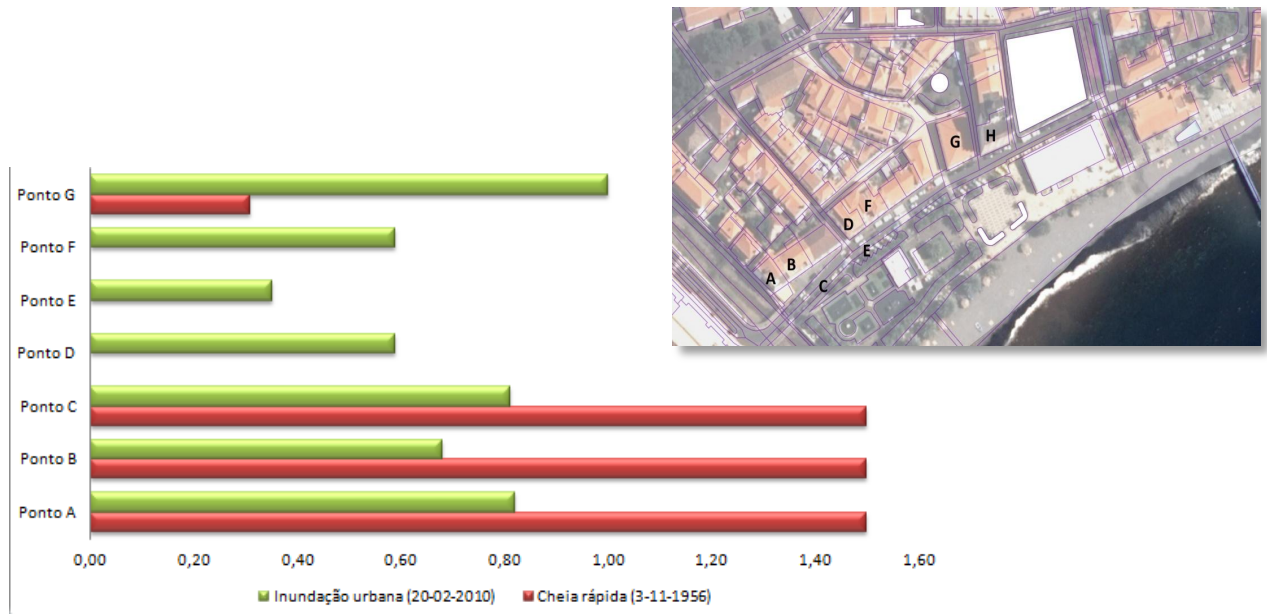 G
H
F
D
E
B
A
C
Ponto G
Ponto F
Ponto E
Ponto D
Ponto C
Ponto B
Ponto A
0,00 0,20 0,40 0,60 0,80 1,00 1,20 1,40 1,60
Inundação urbana (20-02-2010) Cheia rápida (3-11-1956)